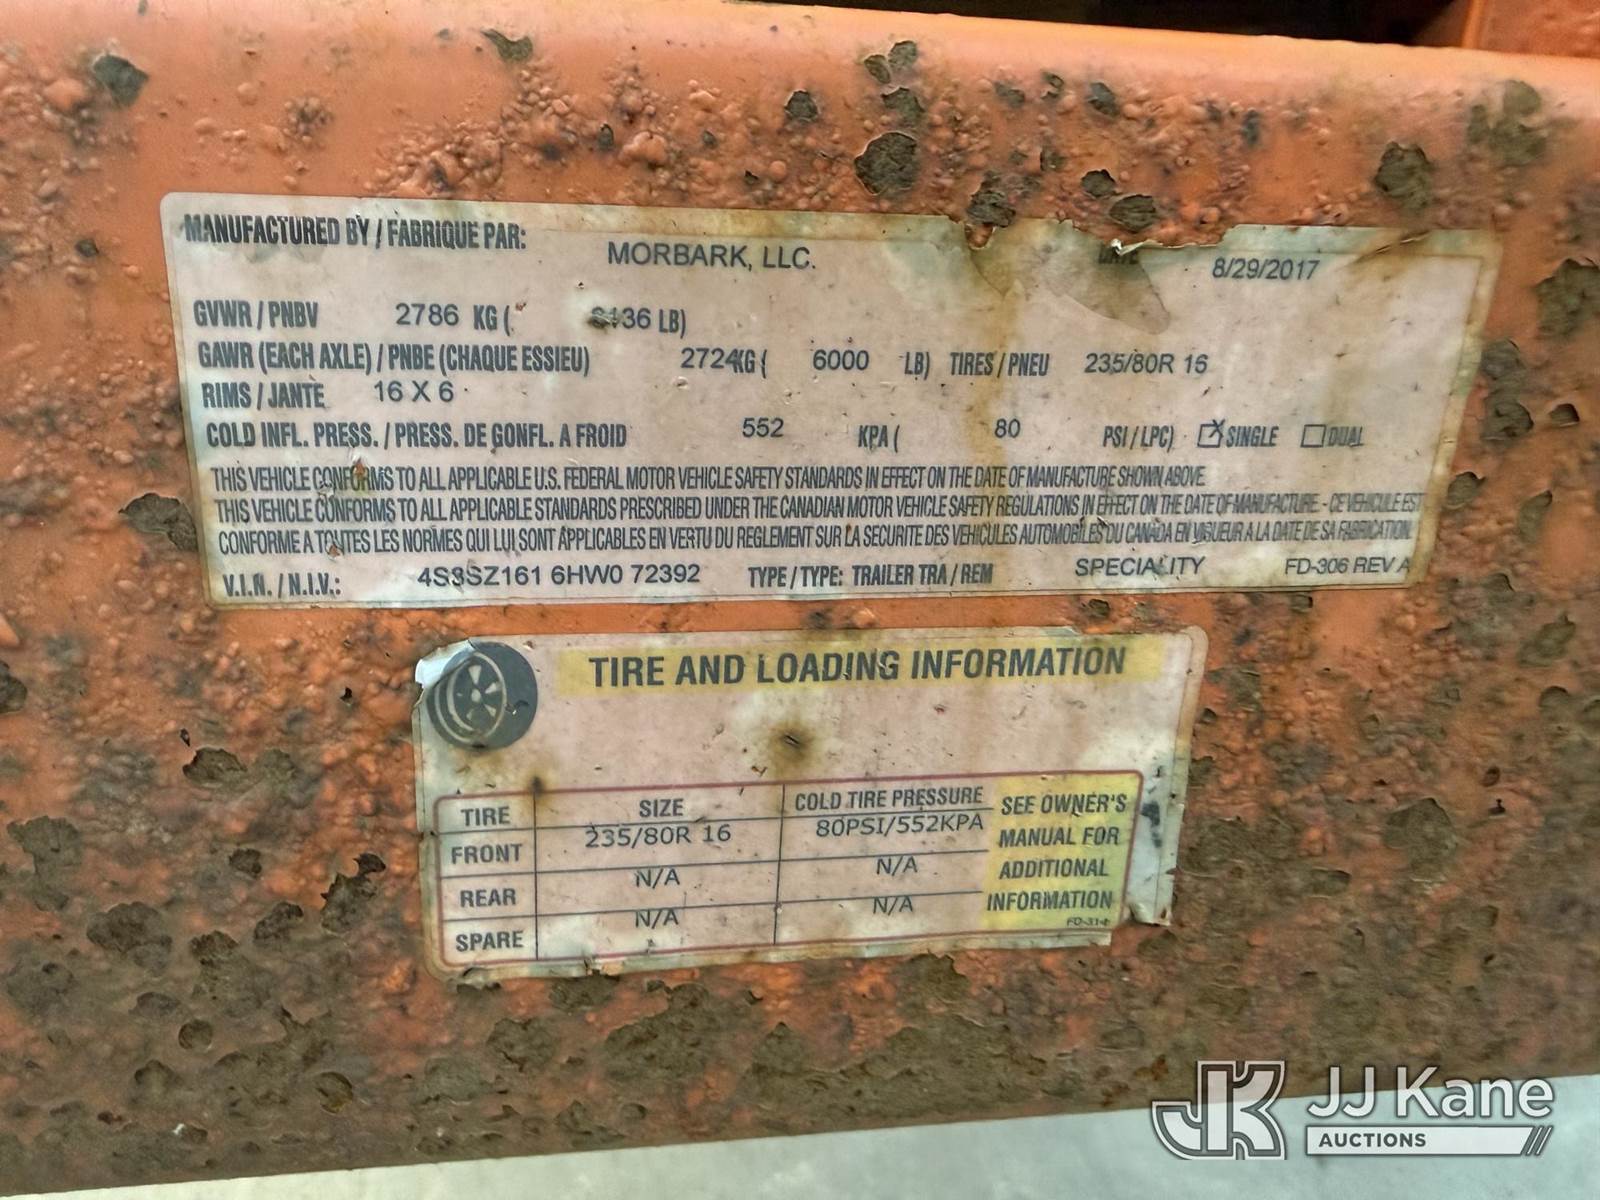 MANUFACTURED BY / FABRIQUE PAR: MORBARK, LLC. DATE 8/29/2017
GVWR / PNBV 2786 KG ( LB)
GAWR (EACH AXLE) / PNBE (CHAQUE ESSIEU) 2724KG ( 6000 LB) TIRES / PNEU 235/80R 16
RIMS / JANTE 16 X 6
COLD INFL. PRESS. / PRESS. DE GONFL. A FROID 552 KPA ( 80 PSI / LPC) X SINGLE DUAL
THIS VEHICLE CONFORMS TO ALL APPLICABLE U.S. FEDERAL MOTOR VEHICLE SAFETY STANDARDS IN EFFECT ON THE DATE OF MANUFACTURE SHOWN ABOVE.
THIS VEHICLE CONFORMS TO ALL APPLICABLE STANDARDS PRESCRIBED UNDER THE CANADIAN MOTOR VEHICLE SAFETY REGULATIONS IN EFFECT ON THE DATE OF MANUFACTURE. - CE VEHICULE EST
CONFORME A TOUTES LES NORMES QUI LUI SONT APPLICABLES EN VERTU DU REGLEMENT SUR LA SECURITE DES VEHICULES AUTOMOBILES DU CANADA EN VIGUEUR A LA DATE DE SA FABRICATION.
V.I.N. / N.I.V.: 4S8SZ161 6HW0 72392 TYPE / TYPE: TRAILER TRA / REM SPECIALITY FD-306 REV A
TIRE AND LOADING INFORMATION
TIRE SIZE COLD TIRE PRESSURE
FRONT 235/80R 16 80PSI/552KPA
REAR N/A N/A
SPARE N/A N/A
SEE OWNER'S
MANUAL FOR
ADDITIONAL
INFORMATION
FD-314
JK JJ Kane
AUCTIONS